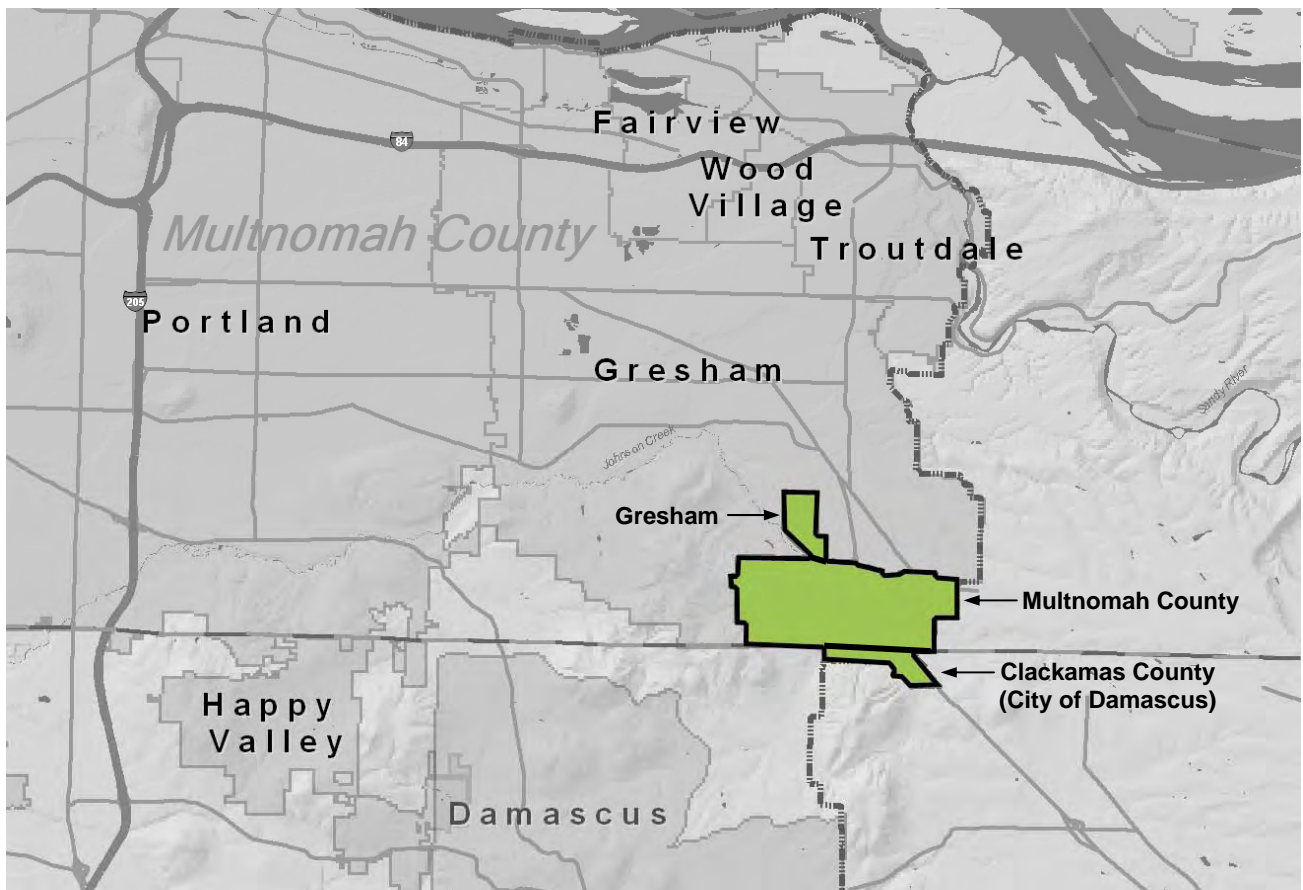 Fairview
84
Wood
Village
Multnomah County
Troutdale
205
Portland
Gresham
Sandy River
Johnson Creek
Gresham
Multnomah County
Clackamas County
(City of Damascus)
Happy
Valley
Damascus